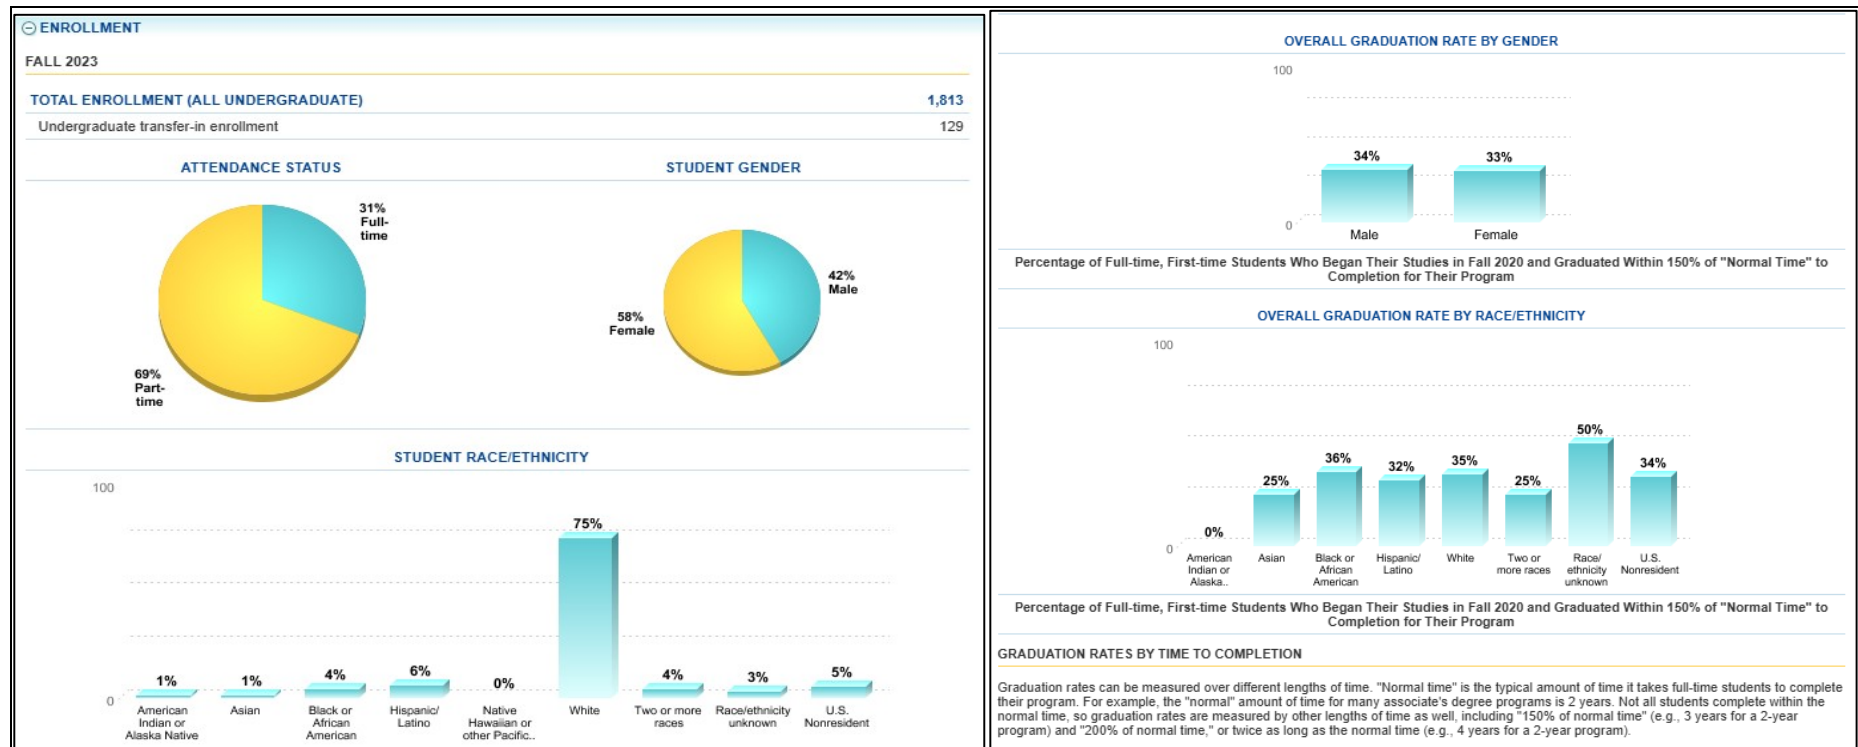 ENROLLMENT
FALL 2023
TOTAL ENROLLMENT (ALL UNDERGRADUATE) 1,813
Undergraduate transfer-in enrollment 129
ATTENDANCE STATUS
31%
Full-
time
69%
Part-
time
STUDENT GENDER
42%
Male
58%
Female
STUDENT RACE/ETHNICITY
100
0
1%
1%
4%
6%
0%
75%
4%
3%
5%
American
Indian or
Alaska Native
Asian
Black or
African
American
Hispanic/
Latino
Native
Hawaiian or
other Pacific..
White
Two or more
races
Race/ethnicity
unknown
U.S.
Nonresident
OVERALL GRADUATION RATE BY GENDER
100
0
34%
33%
Male
Female
Percentage of Full-time, First-time Students Who Began Their Studies in Fall 2020 and Graduated Within 150% of "Normal Time" to
Completion for Their Program
OVERALL GRADUATION RATE BY RACE/ETHNICITY
100
0
0%
25%
36%
32%
35%
25%
50%
34%
American
Indian or
Alaska..
Asian
Black or
African
American
Hispanic/
Latino
White
Two or
more races
Race/
ethnicity
unknown
U.S.
Nonresident
Percentage of Full-time, First-time Students Who Began Their Studies in Fall 2020 and Graduated Within 150% of "Normal Time" to
Completion for Their Program
GRADUATION RATES BY TIME TO COMPLETION
Graduation rates can be measured over different lengths of time. "Normal time" is the typical amount of time it takes full-time students to complete
their program. For example, the "normal" amount of time for many associate's degree programs is 2 years. Not all students complete within the
normal time, so graduation rates are measured by other lengths of time as well, including "150% of normal time" (e.g., 3 years for a 2-year
program) and "200% of normal time," or twice as long as the normal time (e.g., 4 years for a 2-year program).